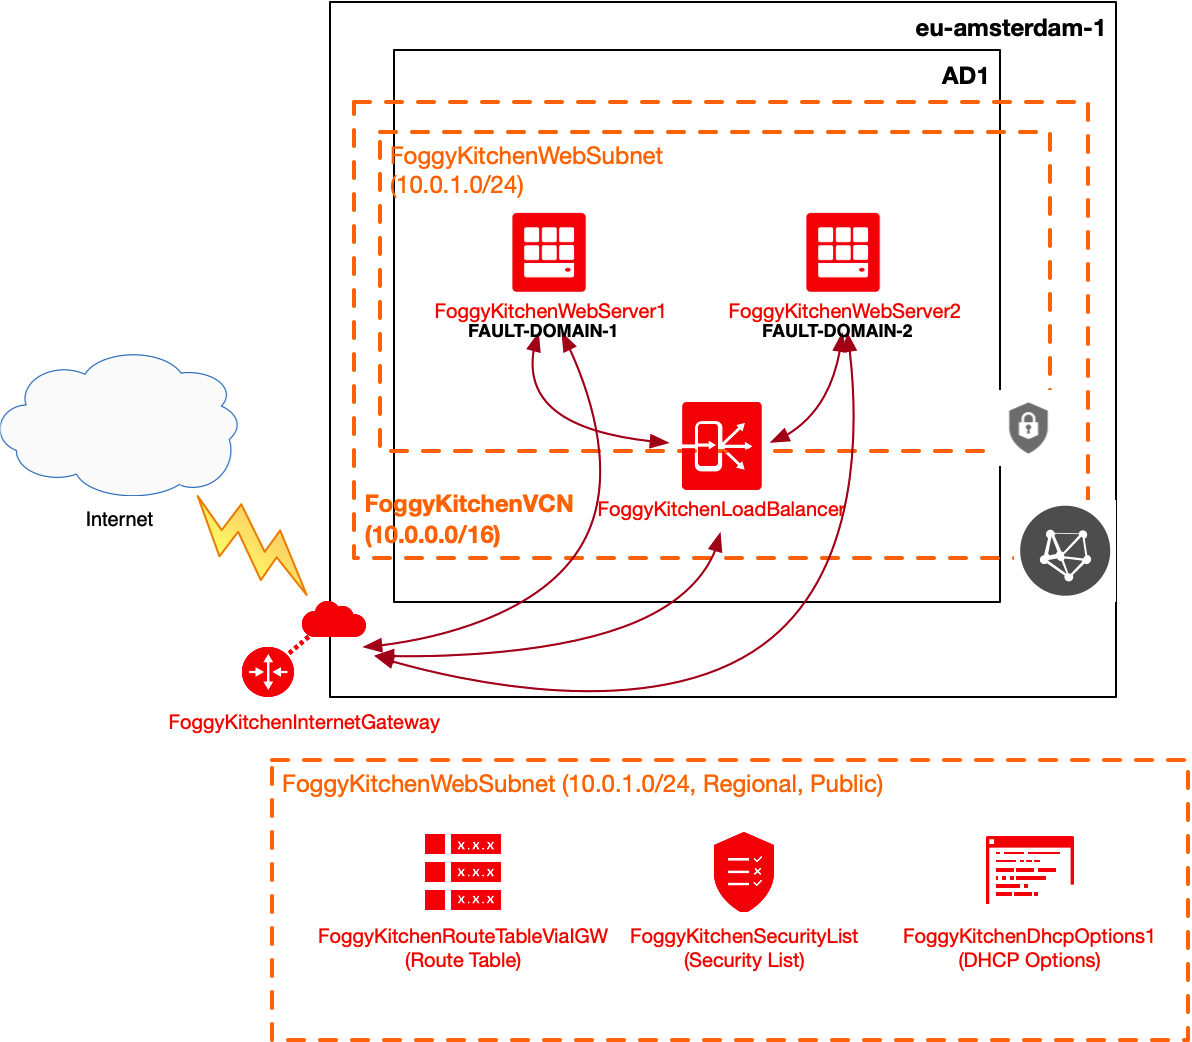 eu-amsterdam-1
AD1
FoggyKitchenWebSubnet
(10.0.1.0/24)
FoggyKitchenWebServer1
FAULT-DOMAIN-1
FoggyKitchenWebServer2
FAULT-DOMAIN-2
FoggyKitchenVCN
(10.0.0.0/16)
FoggyKitchenLoadBalancer
Internet
FoggyKitchenInternetGateway
FoggyKitchenWebSubnet (10.0.1.0/24, Regional, Public)
x.x.x
x.x.x
x.x.x
FoggyKitchenRouteTableViaIGW
(Route Table)
FoggyKitchenSecurityList
(Security List)
FoggyKitchenDhcpOptions1
(DHCP Options)